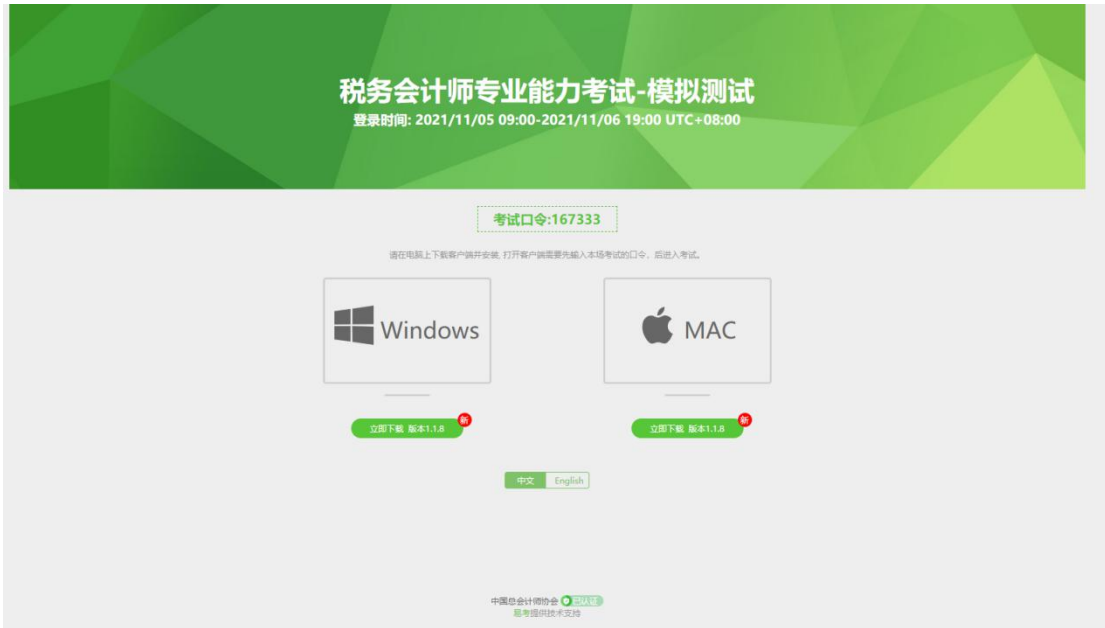 税务会计师专业能力考试-模拟测试
登录时间: 2021/11/05 09:00-2021/11/06 19:00 UTC+08:00
考试口令:167333
请在电脑上下载客户端并安装, 打开客户端需要先输入本场考试的口令，后进入考试。
Windows
MAC
新
新
立即下载 版本1.1.8
立即下载 版本1.1.8
中文 English
中国总会计师协会 已认证
易考提供技术支持